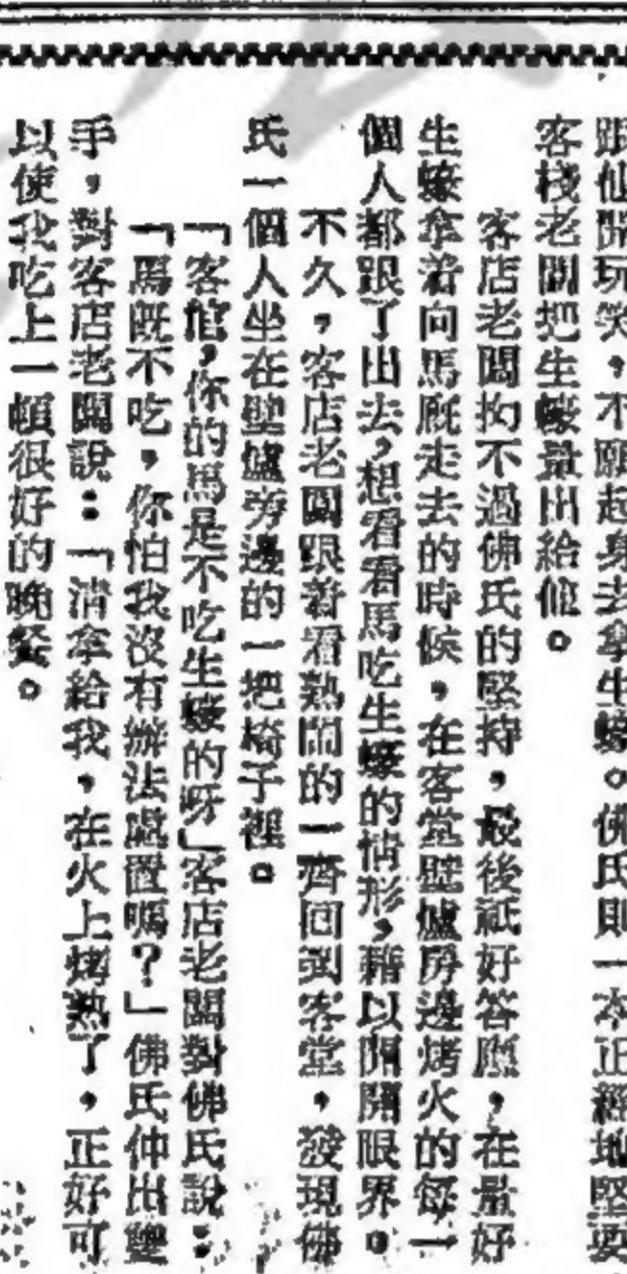 跟他開玩笑，不願起身去拿生蠔。佛氏則一本正經地堅要
客棧老闆把生蠔量出給他。
客店老闆拘不過佛氏的堅持，最後祇好答應，在量好
生蠔拿着向馬廐走去的時候，在客堂壁爐房邊烤火的每一
個人都跟了出去，想看看馬吃生蠔的情形，藉以開開眼界。
不久，客店老闆跟着看熱鬧的一齊回到客堂，發現佛
氏一個人坐在壁爐旁邊的一把椅子裡。
「客官，你的馬是不吃生蠔的呀」客店老闆對佛氏說：
「馬既不吃，你怕我沒有辦法處置嗎？」佛氏伸出雙
手，對客店老闆說：「請拿給我，在火上烤熟了，正好可
以使我吃上一頓很好的晚餐。